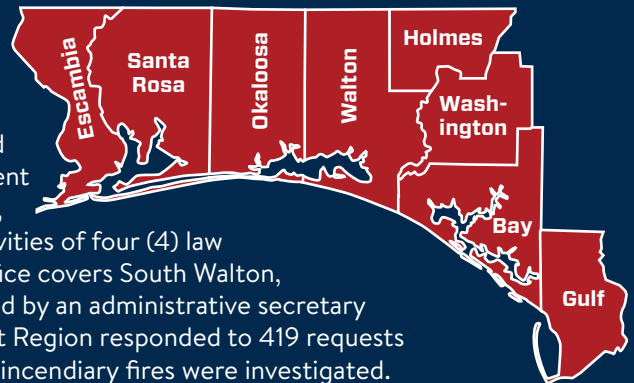 Escambia
Santa
Rosa
Okaloosa
Walton
Holmes
Wash-
ington
Bay
Gulf
vities of four (4) law
ice covers South Walton,
d by an administrative secretary
t Region responded to 419 requests
incendiary fires were investigated.